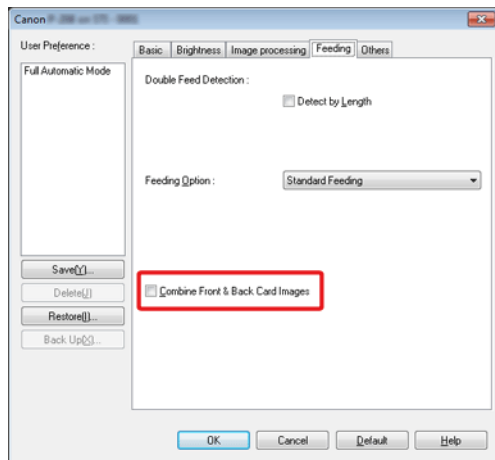 Canon
User Preference :
Full Automatic Mode
Save(Y)...
Delete(J)
Restore(I)...
Back Up(X)...
Basic Brightness Image processing Feeding Others
Double Feed Detection :
Detect by Length
Feeding Option : Standard Feeding
Combine Front & Back Card Images
OK Cancel Default Help